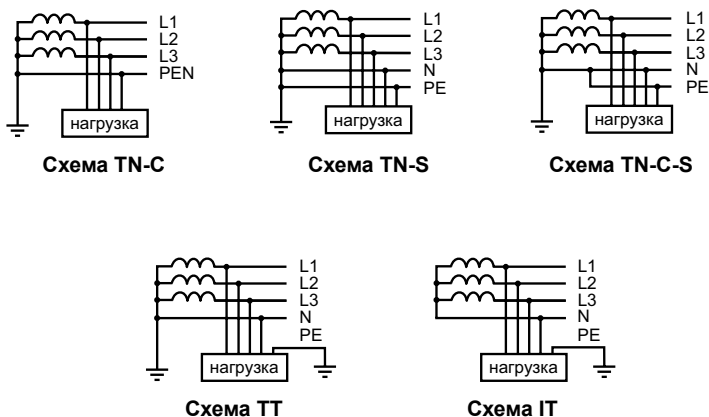 L1
L2
L3
PEN
нагрузка
Схема TN-C
L1
L2
L3
N
PE
нагрузка
Схема TN-S
L1
L2
L3
N
PE
нагрузка
Схема TN-C-S
L1
L2
L3
N
PE
нагрузка
Схема TT
L1
L2
L3
N
PE
нагрузка
Схема IT